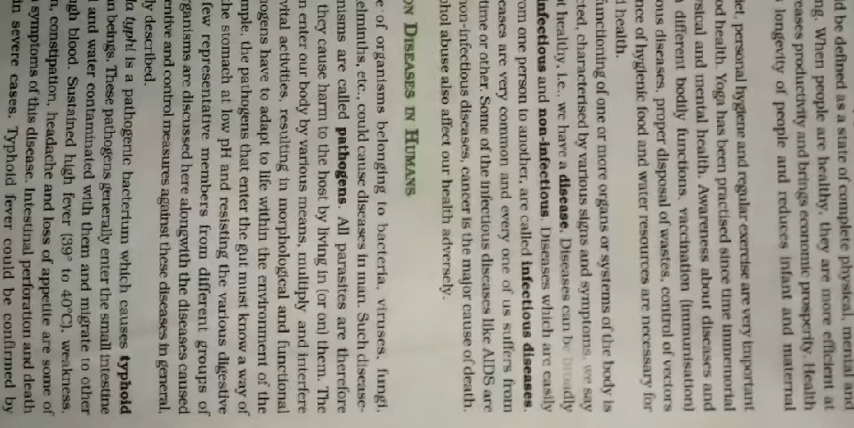 ld be defined as a state of complete physical, mental and
ng. When people are healthy, they are more efficient at
eases productivity and brings economic prosperity. Health
longevity of people and reduces infant and maternal
let, personal hygiene and regular exercise are very important
od health. Yoga has been practised since time immemorial
ysical and mental health. Awareness about diseases and
different bodily functions, vaccination (immunisation)
ous diseases, proper disposal of wastes, control of vectors
nce of hygienic food and water resources are necessary for
d health.
functioning of one or more organs or systems of the body is
cted, characterised by various signs and symptoms, we say
t healthy, i.e., we have a disease. Diseases can be broadly
infectious and non-infectious. Diseases which are easily
rom one person to another, are called infectious diseases.
eases are very common and every one of us suffers from
time or other. Some of the infectious diseases like AIDS are
non-infectious diseases, cancer is the major cause of death.
ohol abuse also affect our health adversely.
ON DISEASES IN HUMANS
e of organisms belonging to bacteria, viruses, fungi,
elminths, etc., could cause diseases in man. Such disease-
nisms are called pathogens. All parasites are therefore
they cause harm to the host by living in (or on) them. The
n enter our body by various means, multiply and interfere
vital activities, resulting in morphological and functional
hogens have to adapt to life within the environment of the
mple, the pathogens that enter the gut must know a way of
he stomach at low pH and resisting the various digestive
few representative members from different groups of
rganisms are discussed here alongwith the diseases caused
entive and control measures against these diseases in general,
ly described.
la typhi is a pathogenic bacterium which causes typhoid
n beings. These pathogens generally enter the small intestine
and water contaminated with them and migrate to other
gh blood. Sustained high fever (39° to 40°C), weakness,
n, constipation, headache and loss of appetite are some of
symptoms of this disease. Intestinal perforation and death
in severe cases. Typhoid fever could be confirmed by